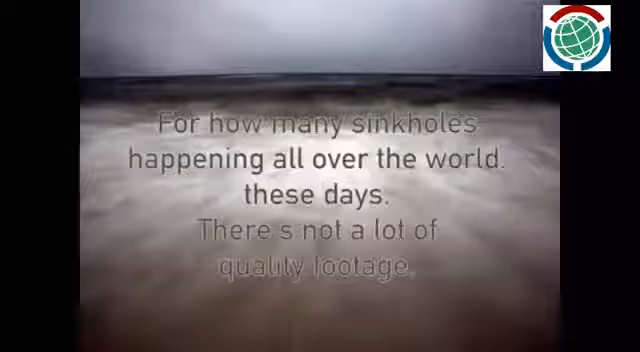 For how many sinkholes
happening all over the world.
these days.
There s not a lot of
quality footage.